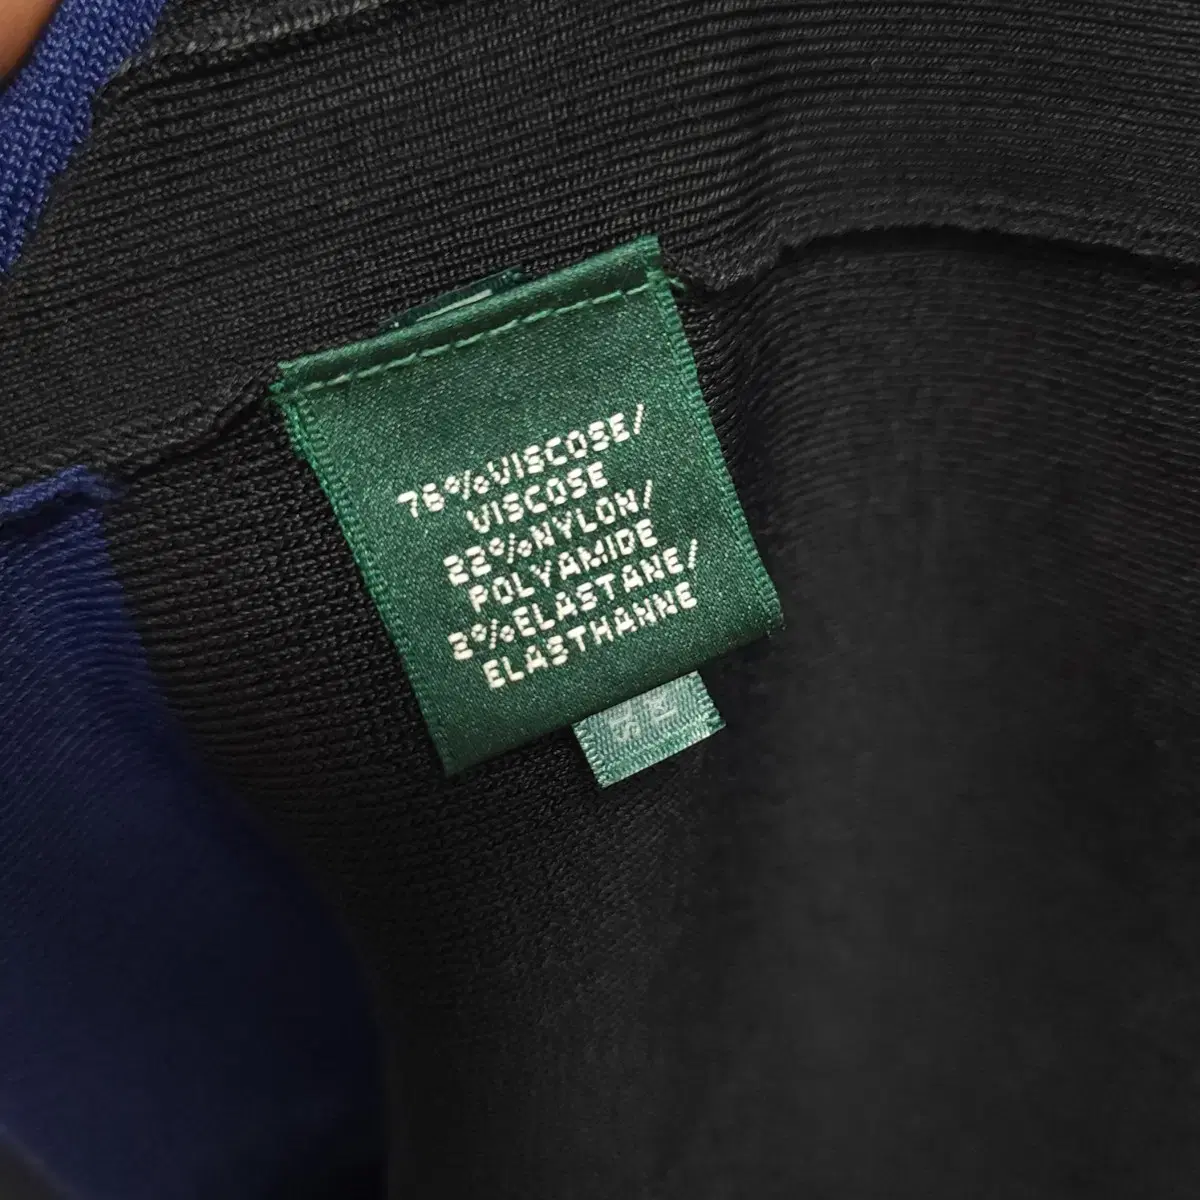 76%VISCOSE/
VISCOSE
22%NYLON/
POLYAMIDE
2%ELASTANE/
ELASTHANNE